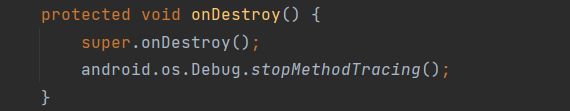 protected void onDestroy() {
    super.onDestroy();
    android.os.Debug.stopMethodTracing();
}